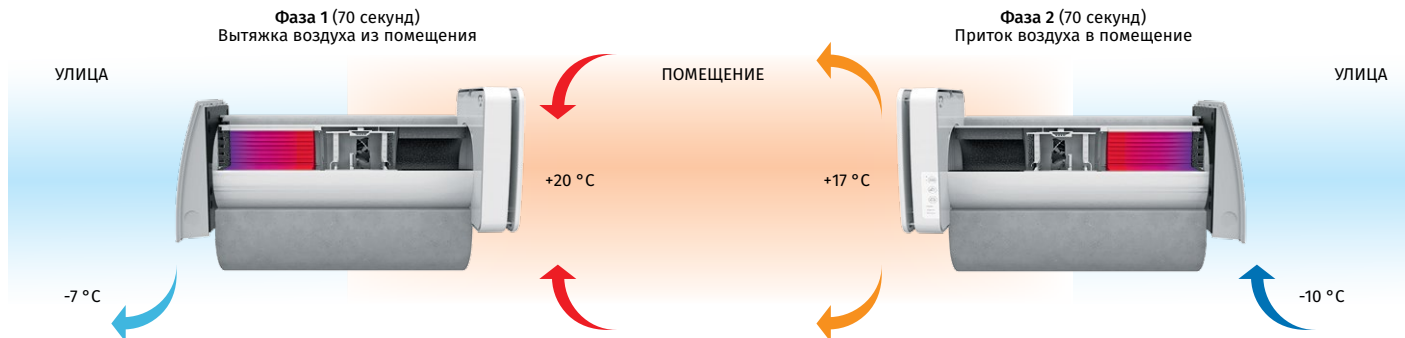 Фаза 1 (70 секунд)
Вытяжка воздуха из помещения
Фаза 2 (70 секунд)
Приток воздуха в помещение
УЛИЦА
ПОМЕЩЕНИЕ
УЛИЦА
+20 °C
+17 °C
-7 °C
-10 °C